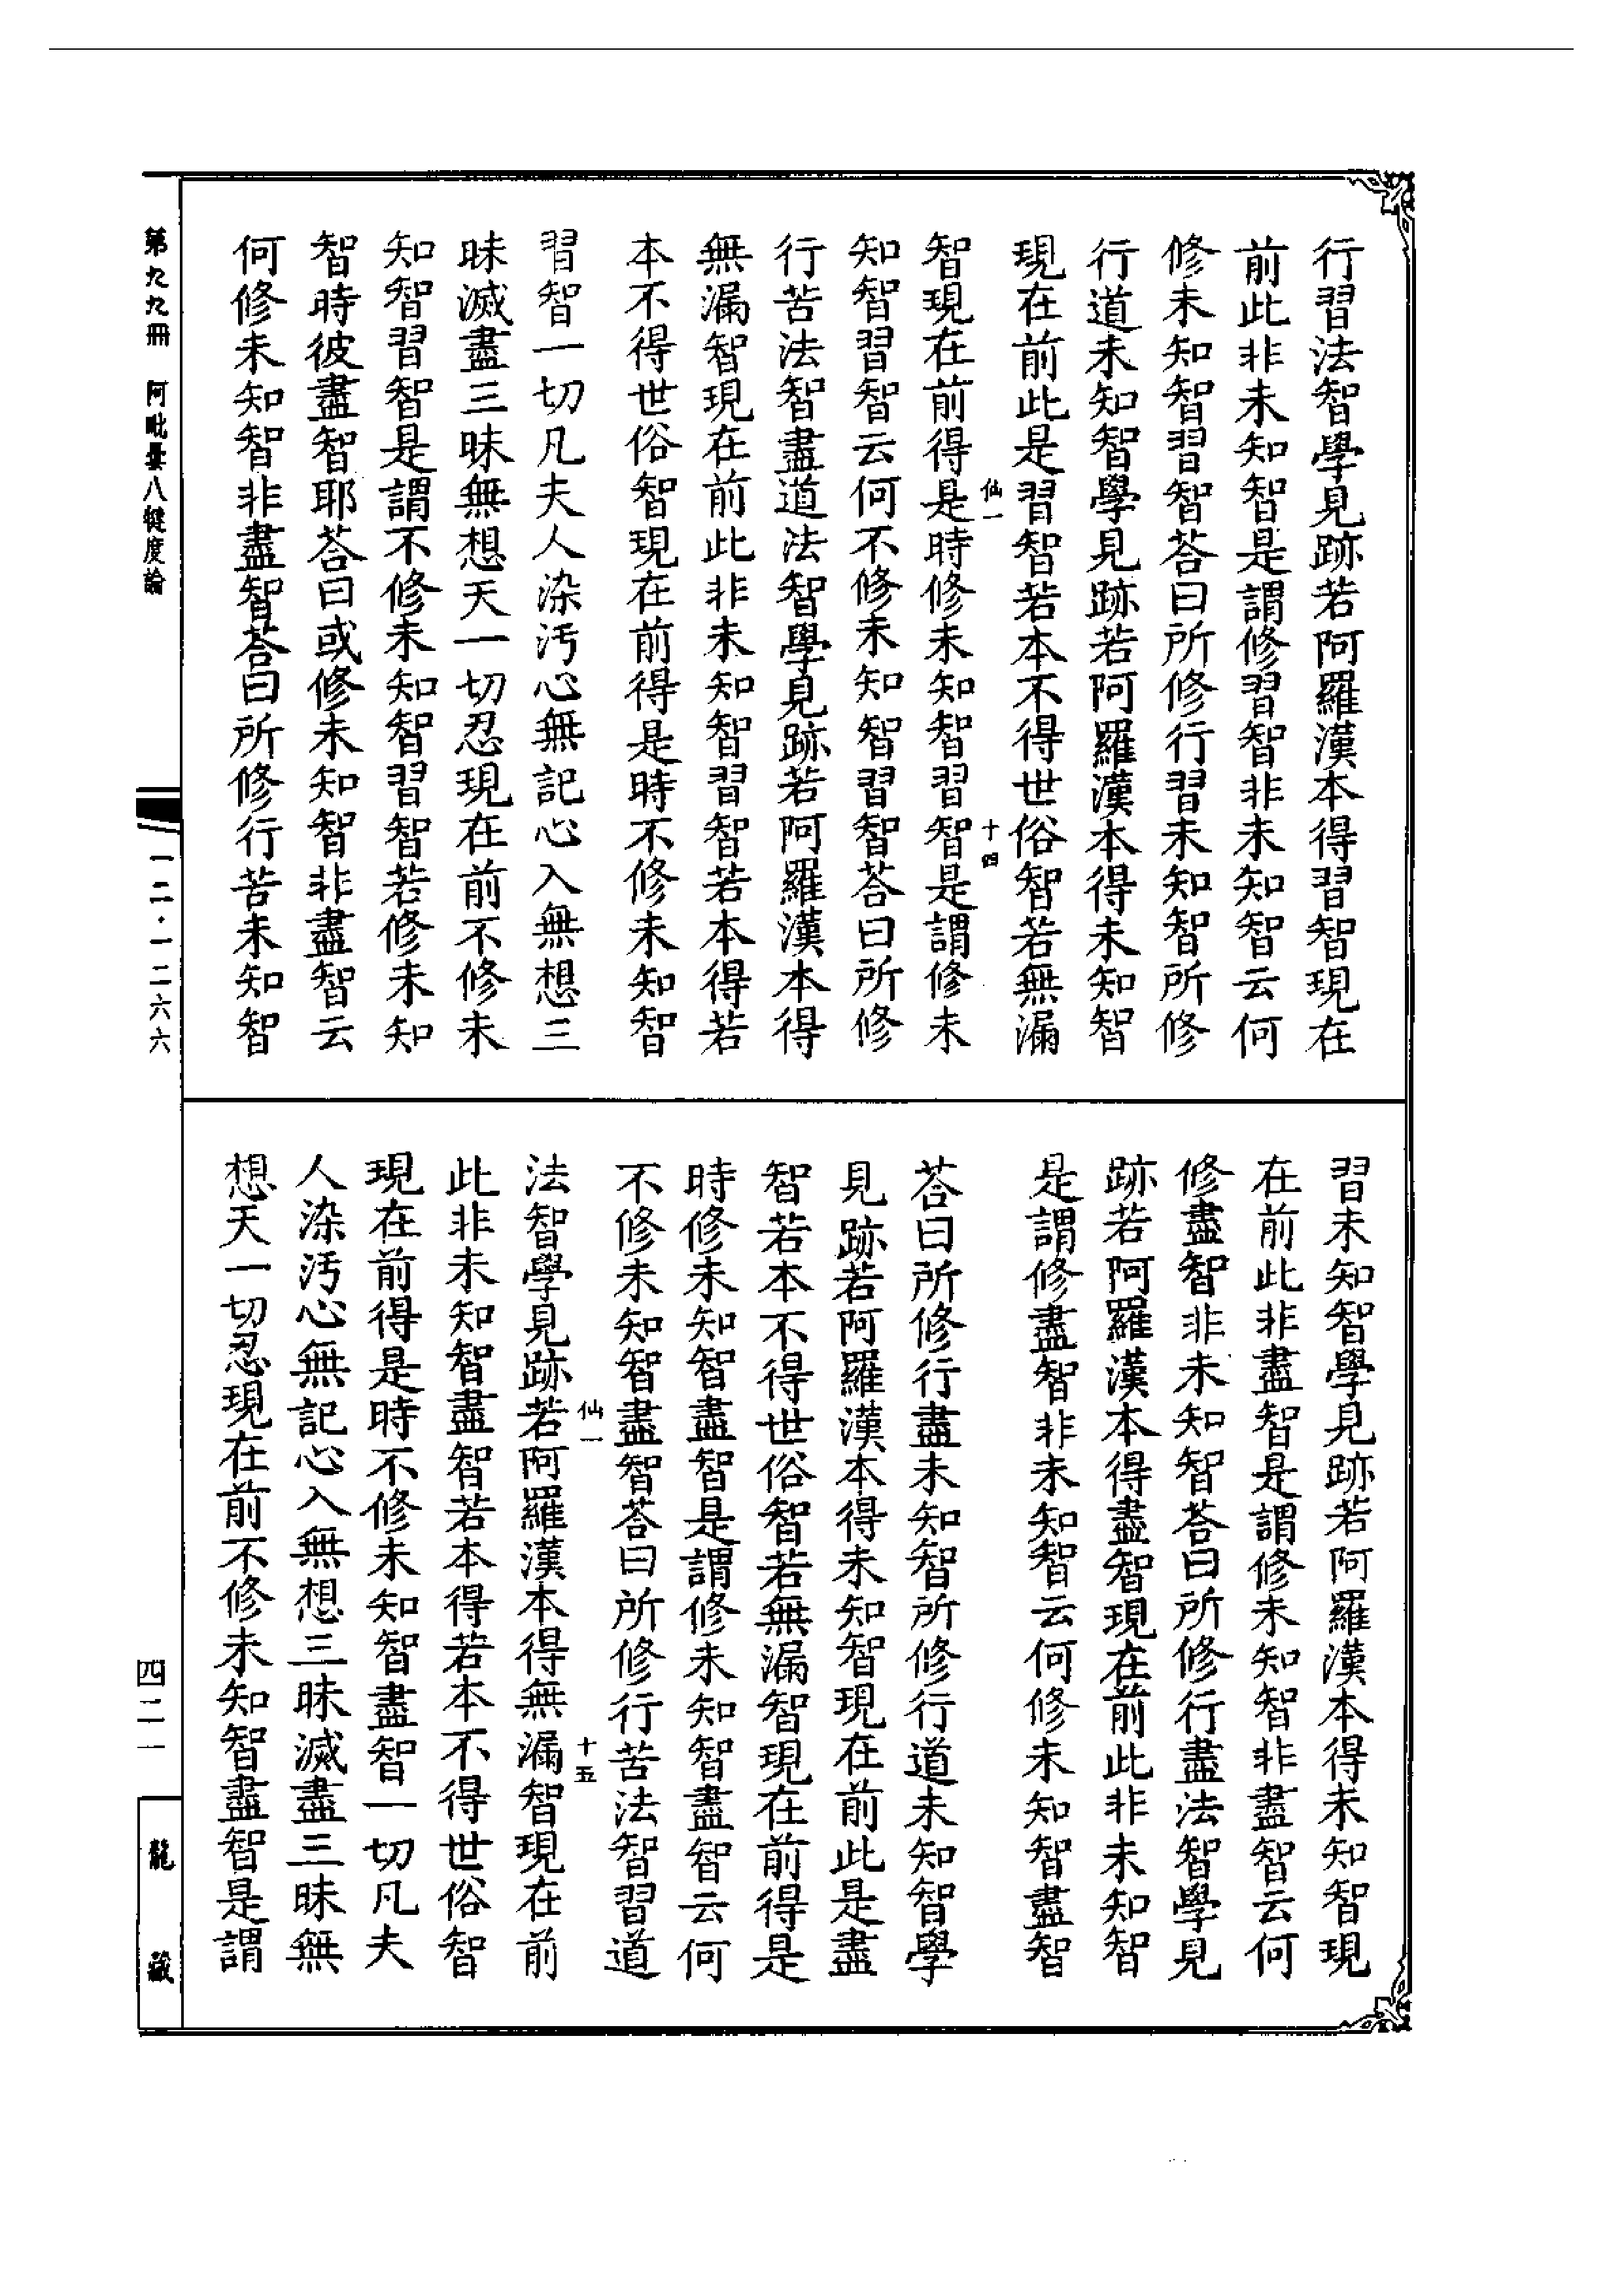 行習法智學見跡若阿羅漢本得習智現在
前此非未知智是謂修習智非未知智云何
修未知智習智荅曰所修行習未知智所修
行道未知智學見跡若阿羅漢本得未知智
現在前此是習智若本不得世俗智若無漏
仙一
十四
智現在前得是時修未知智習智是謂修未
知智習智云何不修未知智習智荅曰所修
行苦法智盡道法智學見跡若阿羅漢本得
無漏智現在前此非未知智習智若本得若
本不得世俗智現在前得是時不修未知智
習智一切凡夫人染汚心無記心入無想三
昧滅盡三昧無想天一切忍現在前不修未
知智習智是謂不修未知智習智若修未知
智時彼盡智耶荅曰或修未知智非盡智云
何修未知智非盡智荅曰所修行苦未知智
習未知智學見跡若阿羅漢本得未知智現
在前此非盡智是謂修未知智非盡智云何
修盡智非未知智荅曰所修行盡法智學見
跡若阿羅漢本得盡智現在前此非未知智
是謂修盡智非未知智云何修未知智盡智
荅曰所修行盡未知智所修行道未知智學
見跡若阿羅漢本得未知智現在前此是盡
智若本不得世俗智若無漏智現在前得是
時修未知智盡智是謂修未知智盡智云何
不修未知智盡智荅曰所修行苦法智習道
仙一
十五
法智學見跡若阿羅漢本得無漏智現在前
此非未知智盡智若本得若本不得世俗智
現在前得是時不修未知智盡智一切凡夫
人染汚心無記心入無想三昧滅盡三昧無
想天一切忍現在前不修未知智盡智是謂
第九九冊 阿毗曇八犍度論
一二·一二六六
四二一
龍藏